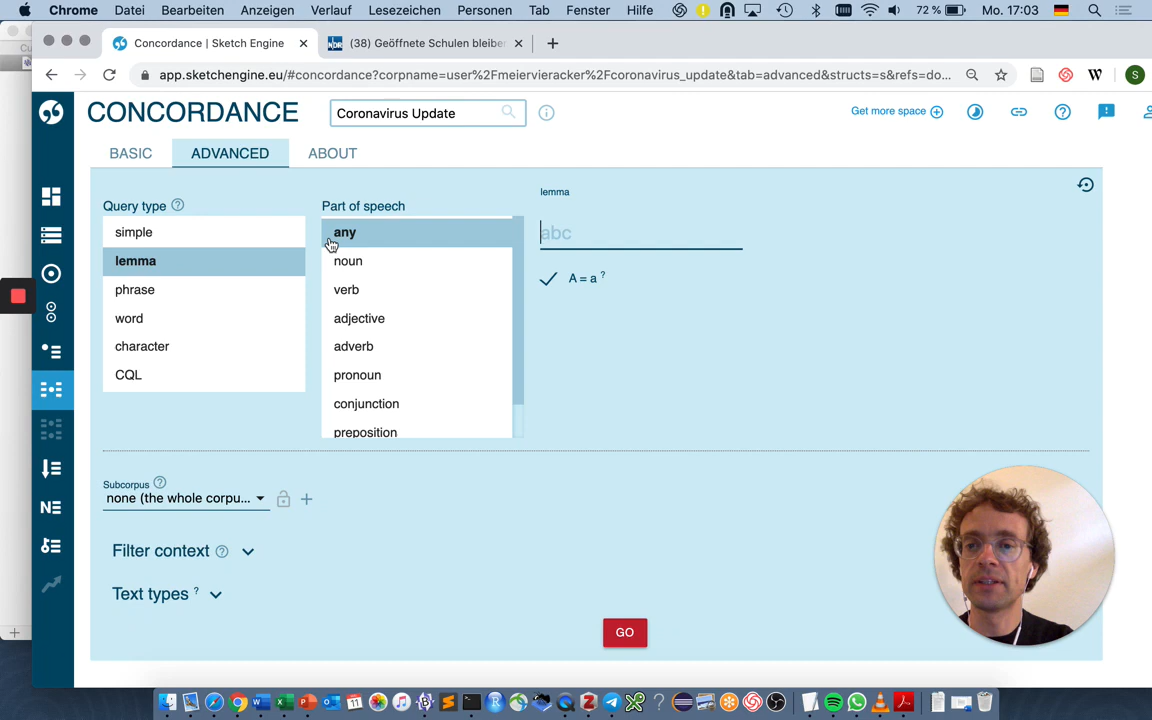 Chrome Datei Bearbeiten Anzeigen Verlauf Lesezeichen Personen Tab Fenster Hilfe 72 % Mo. 17:03
Concordance | Sketch Engine
(38) Geöffnete Schulen bleiber
app.sketchengine.eu/#concordance?corpname=user%2Fmeiervieracker%2Fcoronavirus_update&tab=advanced&structs=s&refs=do...
W
S
CONCORDANCE
Coronavirus Update
Get more space
BASIC
ADVANCED
ABOUT
Query type
simple
lemma
phrase
word
character
CQL
Part of speech
any
noun
verb
adjective
adverb
pronoun
conjunction
preposition
lemma
abc
A = a ?
Subcorpus
none (the whole corpu...
Filter context
Text types ?
GO